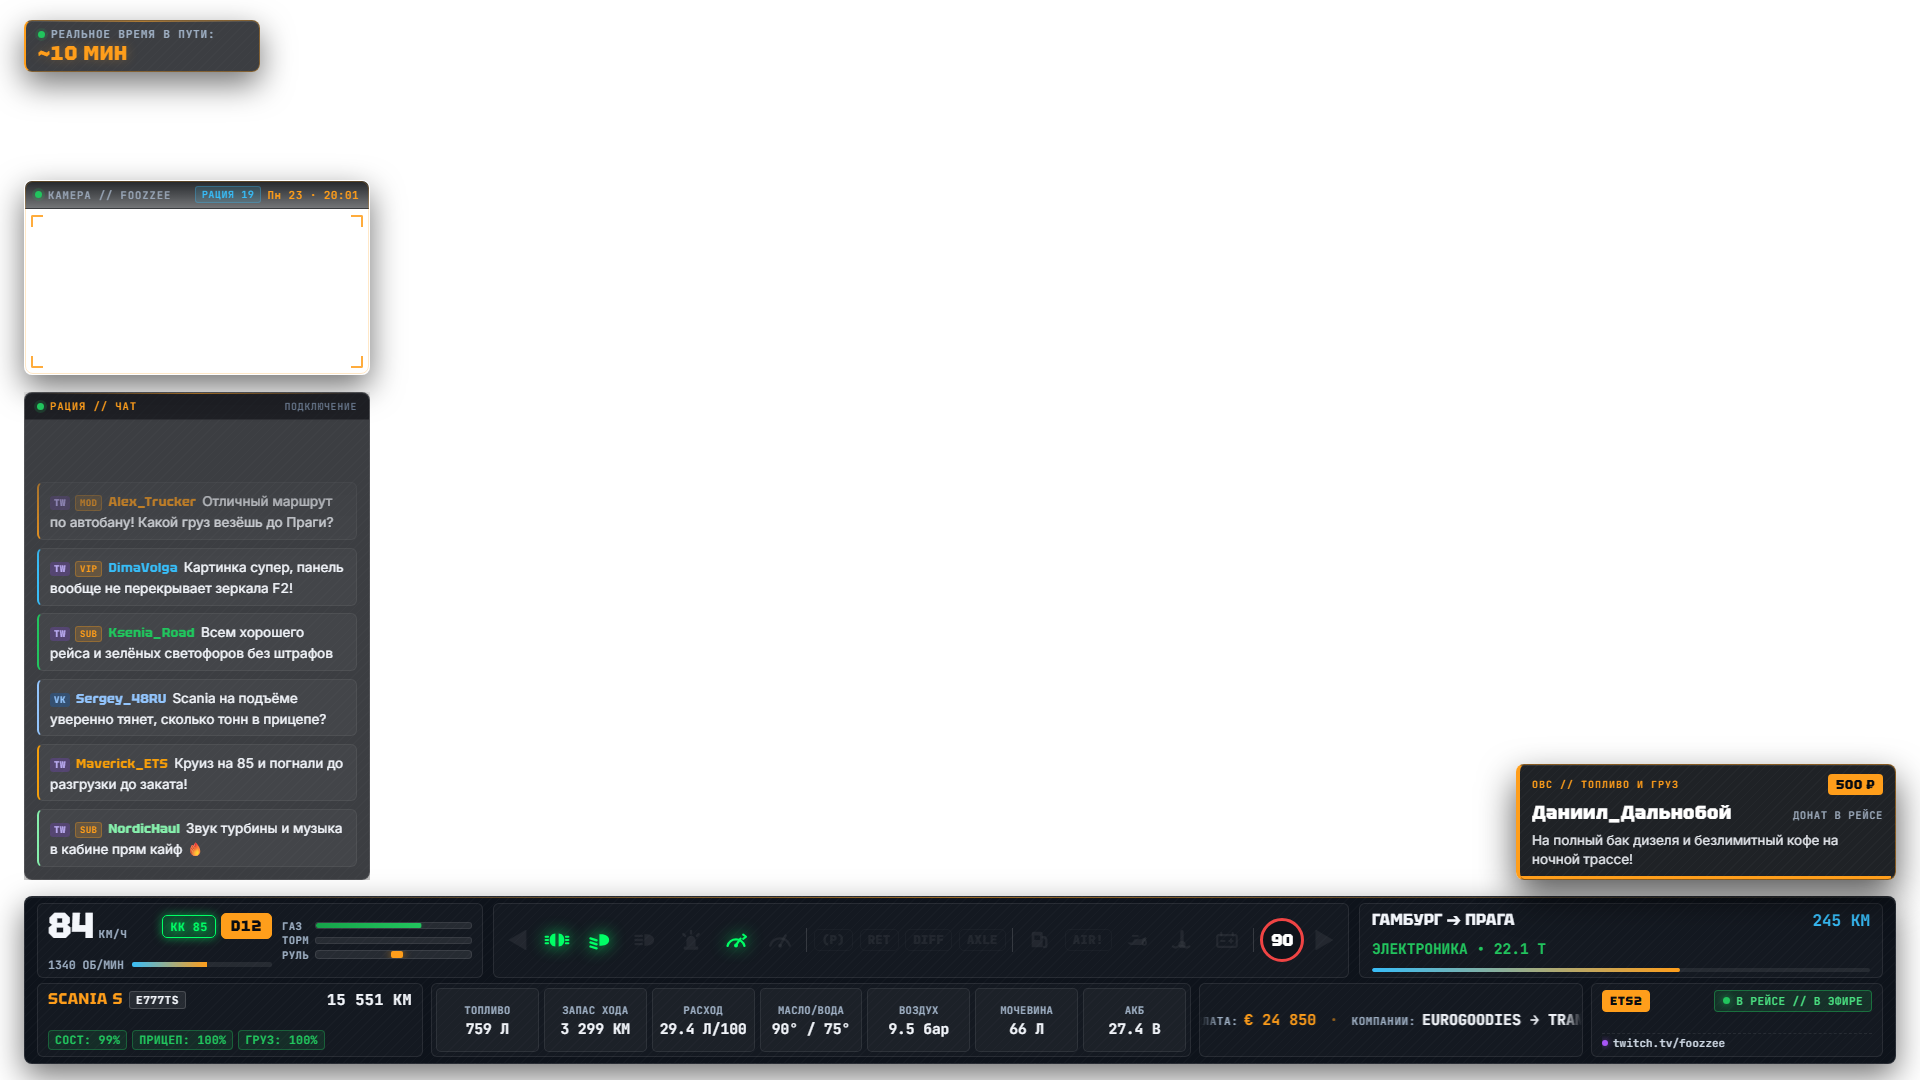 РЕАЛЬНОЕ ВРЕМЯ В ПУТИ:
~10 МИН
КАМЕРА // FOOZZEE
РАЦИЯ 19
Пн 23 · 20:01
РАЦИЯ // ЧАТ
ПОДКЛЮЧЕНИЕ
TW MOD Alex_Trucker Отличный маршрут
по автобану! Какой груз везёшь до Праги?
TW VIP DimaVolga Картинка супер, панель
вообще не перекрывает зеркала F2!
TW SUB Ksenia_Road Всем хорошего
рейса и зелёных светофоров без штрафов
VK Sergey_48RU Scania на подъёме
уверенно тянет, сколько тонн в прицепе?
TW Maverick_ETS Круиз на 85 и погнали до
разгрузки до заката!
TW SUB NordicHaul Звук турбины и музыка
в кабине прям кайф 🔥
ОВС // ТОПЛИВО И ГРУЗ
500 ₽
Даниил_Дальнобой
ДОНАТ В РЕЙСЕ
На полный бак дизеля и безлимитный кофе на
ночной трассе!
84 КМ/Ч
КК 85
D12
1340 ОБ/МИН
ГАЗ
ТОРМ
РУЛЬ
(P) RET DIFF AXLE
AIR!
90
ГАМБУРГ → ПРАГА
245 КМ
ЭЛЕКТРОНИКА • 22.1 Т
SCANIA S
E777TS
15 551 КМ
СОСТ: 99%
ПРИЦЕП: 100%
ГРУЗ: 100%
ТОПЛИВО
759 Л
ЗАПАС ХОДА
3 299 КМ
РАСХОД
29.4 Л/100
МАСЛО/ВОДА
90° / 75°
ВОЗДУХ
9.5 бар
МОЧЕВИНА
66 Л
АКБ
27.4 В
ЛАТА: € 24 850 · КОМПАНИИ: EUROGOODIES → TRAN
ETS2
В РЕЙСЕ // В ЭФИРЕ
twitch.tv/foozzee